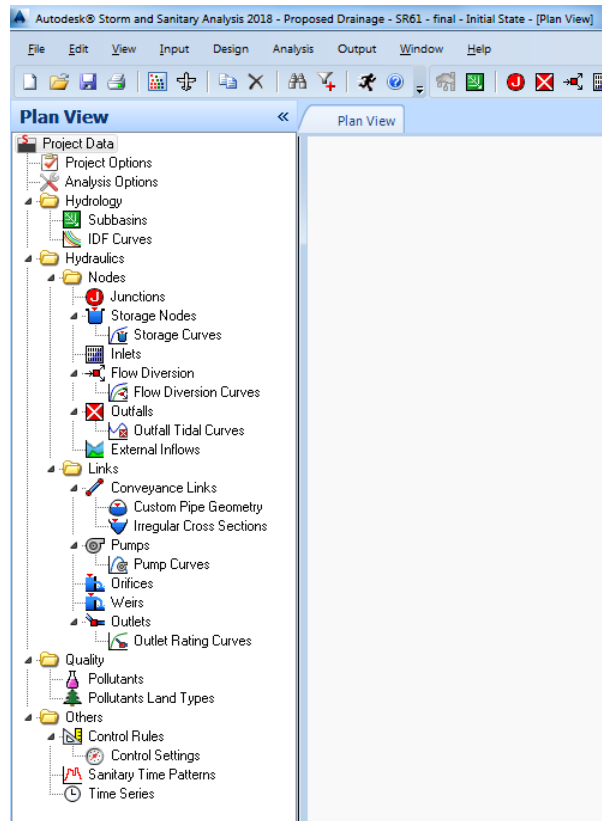 Autodesk® Storm and Sanitary Analysis 2018 - Proposed Drainage - SR61 - final - Initial State - [Plan View]
File Edit View Input Design Analysis Output Window Help
Plan View «
Plan View
Project Data
Project Options
Analysis Options
Hydrology
Subbasins
IDF Curves
Hydraulics
Nodes
Junctions
Storage Nodes
Storage Curves
Inlets
Flow Diversion
Flow Diversion Curves
Outfalls
Outfall Tidal Curves
External Inflows
Links
Conveyance Links
Custom Pipe Geometry
Irregular Cross Sections
Pumps
Pump Curves
Orifices
Weirs
Outlets
Outlet Rating Curves
Quality
Pollutants
Pollutants Land Types
Others
Control Rules
Control Settings
Sanitary Time Patterns
Time Series